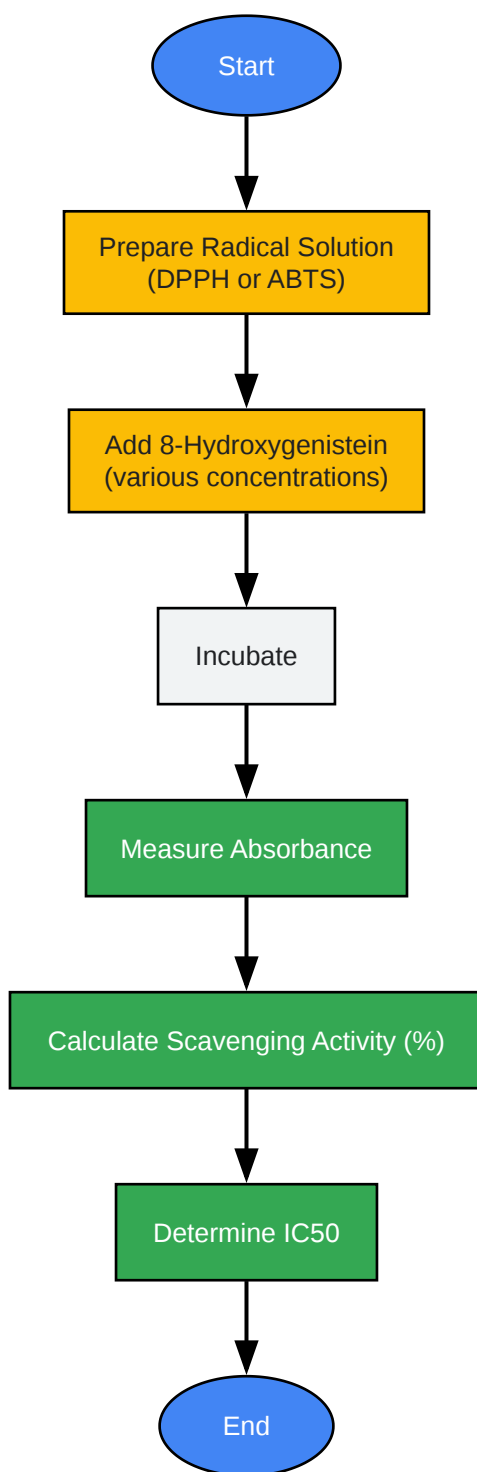 Start
Prepare Radical Solution
(DPPH or ABTS)
Add 8-Hydroxygenistein
(various concentrations)
Incubate
Measure Absorbance
Calculate Scavenging Activity (%)
Determine IC50
End